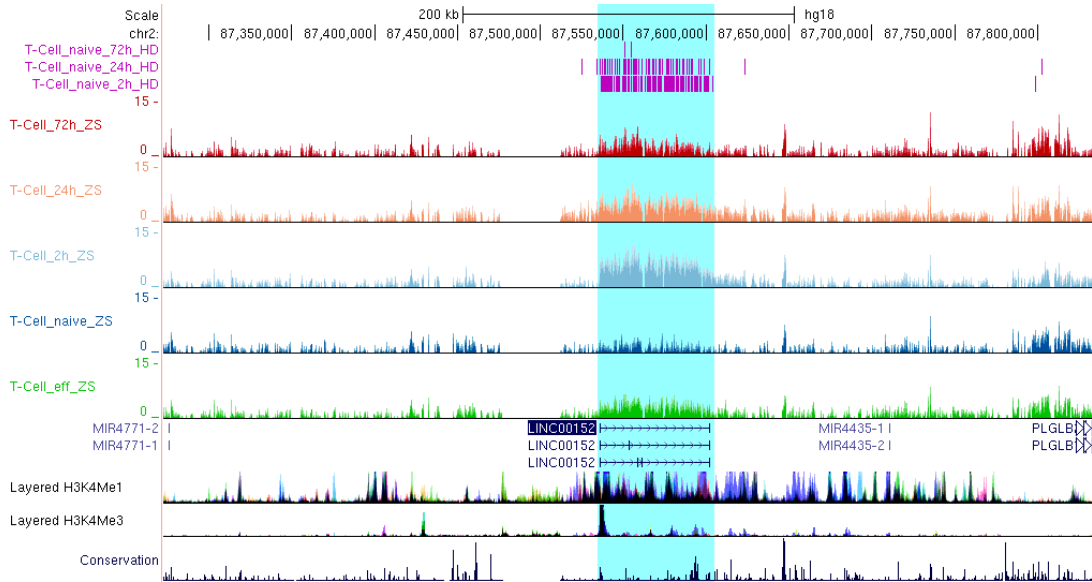 Scale 200 kb hg18
chr2: 87,350,000 87,400,000 87,450,000 87,500,000 87,550,000 87,600,000 87,650,000 87,700,000 87,750,000 87,800,000
T-Cell_naive_72h_HD
T-Cell_naive_24h_HD
T-Cell_naive_2h_HD
15 -
T-Cell_72h_ZS
0 _
15 -
T-Cell_24h_ZS
0 _
15 -
T-Cell_2h_ZS
0 _
15 -
T-Cell_naive_ZS
0 _
15 -
T-Cell_eff_ZS
0 _
MIR4771-2 LINC00152 MIR4435-1 PLGLB
MIR4771-1 LINC00152 MIR4435-2 PLGLB
LINC00152
Layered H3K4Me1
Layered H3K4Me3
Conservation